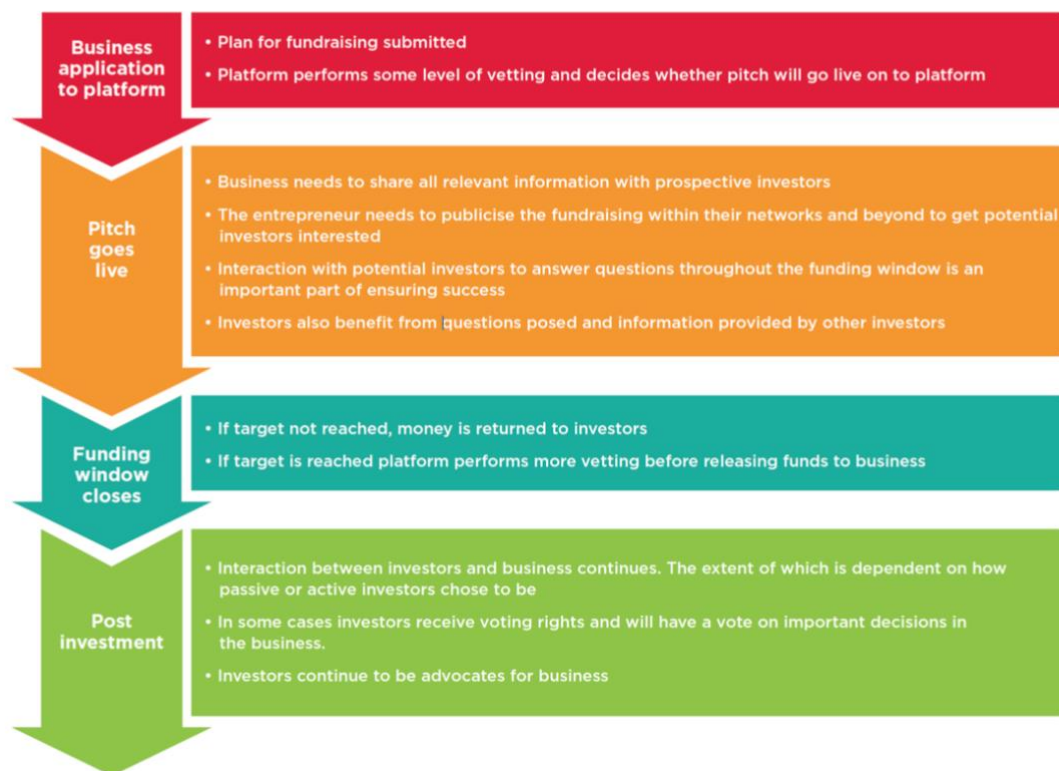 Business
application
to platform
• Plan for fundraising submitted
• Platform performs some level of vetting and decides whether pitch will go live on to platform
Pitch
goes
live
• Business needs to share all relevant information with prospective investors
• The entrepreneur needs to publicise the fundraising within their networks and beyond to get potential
investors interested
• Interaction with potential investors to answer questions throughout the funding window is an
important part of ensuring success
• Investors also benefit from questions posed and information provided by other investors
Funding
window
closes
• If target not reached, money is returned to investors
• If target is reached platform performs more vetting before releasing funds to business
Post
investment
• Interaction between investors and business continues. The extent of which is dependent on how
passive or active investors chose to be
• In some cases investors receive voting rights and will have a vote on important decisions in
the business.
• Investors continue to be advocates for business